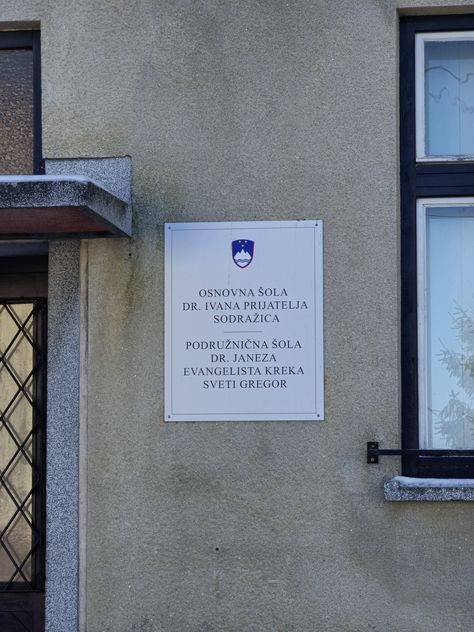 OSNOVNA ŠOLA
DR. IVANA PRIJATELJA
SODRAŽICA
PODRUŽNIČNA ŠOLA
DR. JANEZA
EVANGELISTA KREKA
SVETI GREGOR